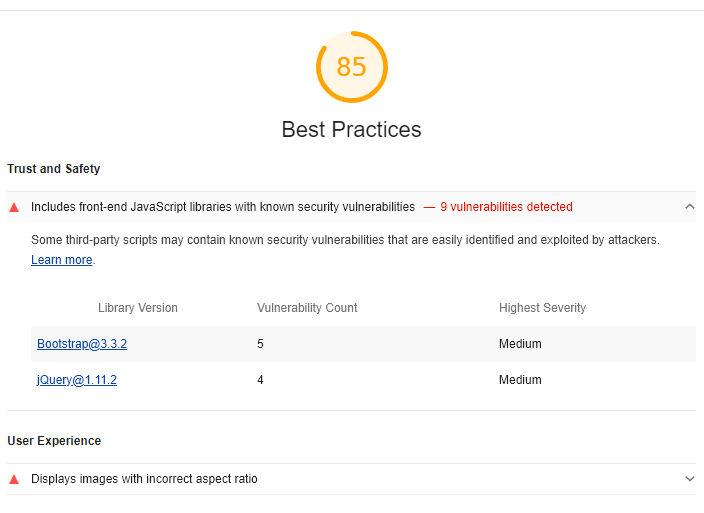 85
Best Practices
Trust and Safety
Includes front-end JavaScript libraries with known security vulnerabilities — 9 vulnerabilities detected
Some third-party scripts may contain known security vulnerabilities that are easily identified and exploited by attackers.
Learn more.
Library Version Vulnerability Count Highest Severity
Bootstrap@3.3.2 5 Medium
jQuery@1.11.2 4 Medium
User Experience
Displays images with incorrect aspect ratio